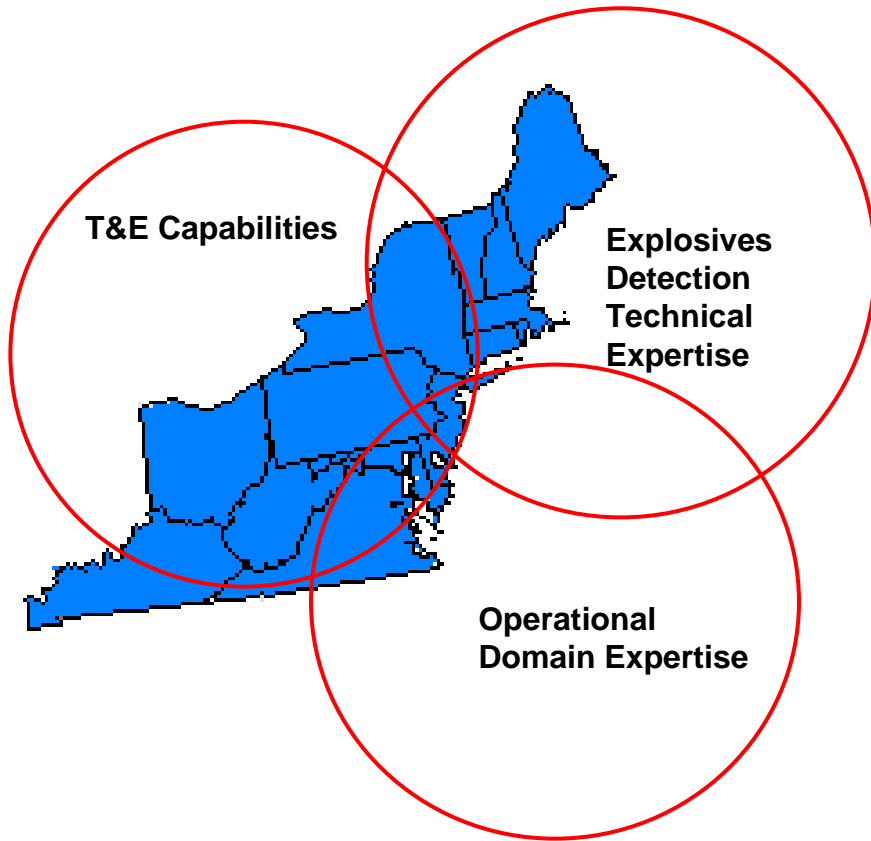 T&E Capabilities
Explosives
Detection
Technical
Expertise
Operational
Domain Expertise